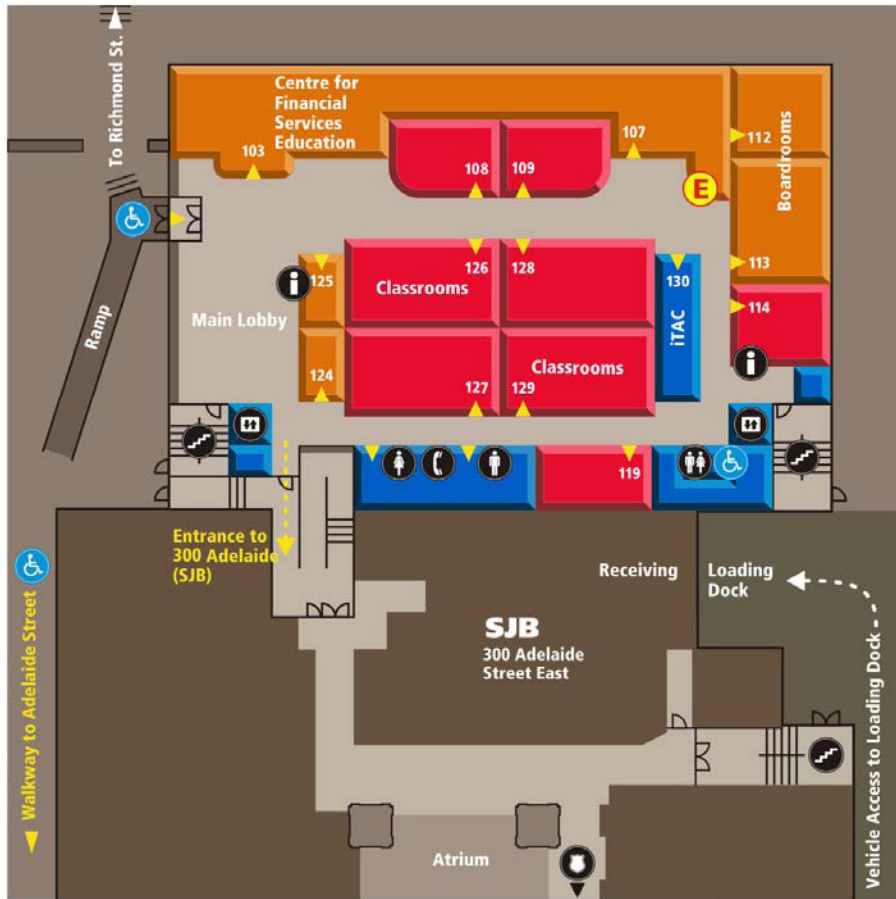 To Richmond St.
Centre for
Financial
Services
Education
103
107
108
109
112
Boardrooms
113
114
125
126
128
130
Classrooms
Main Lobby
iTAC
Ramp
124
127
129
Classrooms
119
E
Entrance to
300 Adelaide
(SJB)
Receiving
Loading
Dock
SJB
300 Adelaide
Street East
Walkway to Adelaide Street
Vehicle Access to Loading Dock
Atrium